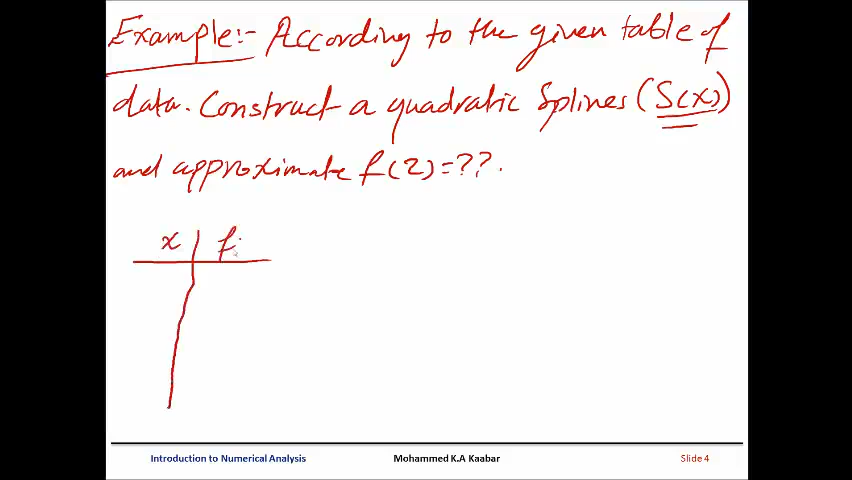 Example:- According to the given table of
data. Construct a quadratic Splines (S(x))
and approximate f(2)=??.
x | f
Introduction to Numerical Analysis Mohammed K.A Kaabar Slide 4